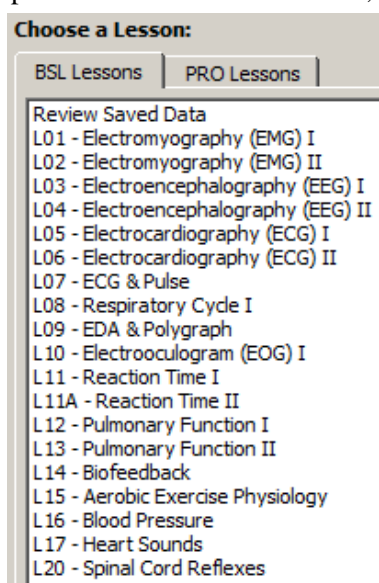 Choose a Lesson:
BSL Lessons PRO Lessons
Review Saved Data
L01 - Electromyography (EMG) I
L02 - Electromyography (EMG) II
L03 - Electroencephalography (EEG) I
L04 - Electroencephalography (EEG) II
L05 - Electrocardiography (ECG) I
L06 - Electrocardiography (ECG) II
L07 - ECG & Pulse
L08 - Respiratory Cycle I
L09 - EDA & Polygraph
L10 - Electrooculogram (EOG) I
L11 - Reaction Time I
L11A - Reaction Time II
L12 - Pulmonary Function I
L13 - Pulmonary Function II
L14 - Biofeedback
L15 - Aerobic Exercise Physiology
L16 - Blood Pressure
L17 - Heart Sounds
L20 - Spinal Cord Reflexes